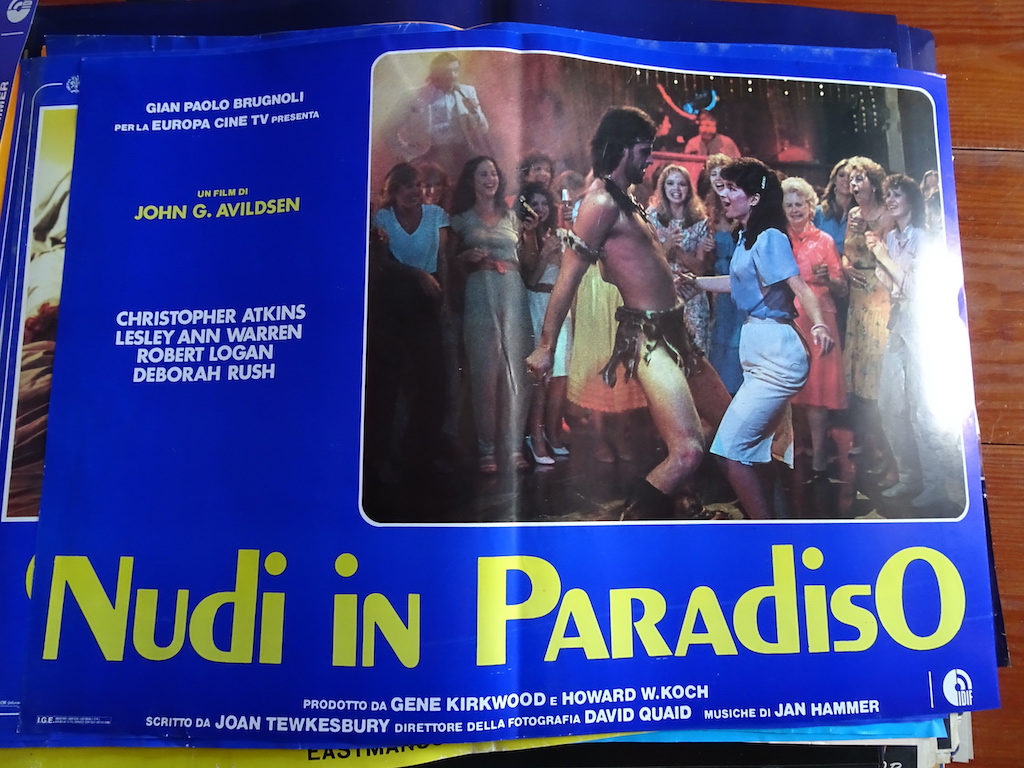 GIAN PAOLO BRUGNOLI
PER LA EUROPA CINE TV PRESENTA
UN FILM DI
JOHN G. AVILDSEN
CHRISTOPHER ATKINS
LESLEY ANN WARREN
ROBERT LOGAN
DEBORAH RUSH
NUdi iN PARAdisO
PRODOTTO DA GENE KIRKWOOD E HOWARD W. KOCH
SCRITTO DA JOAN TEWKESBURY DIRETTORE DELLA FOTOGRAFIA DAVID QUAID MUSICHE DI JAN HAMMER
I.G.E.
IDIF